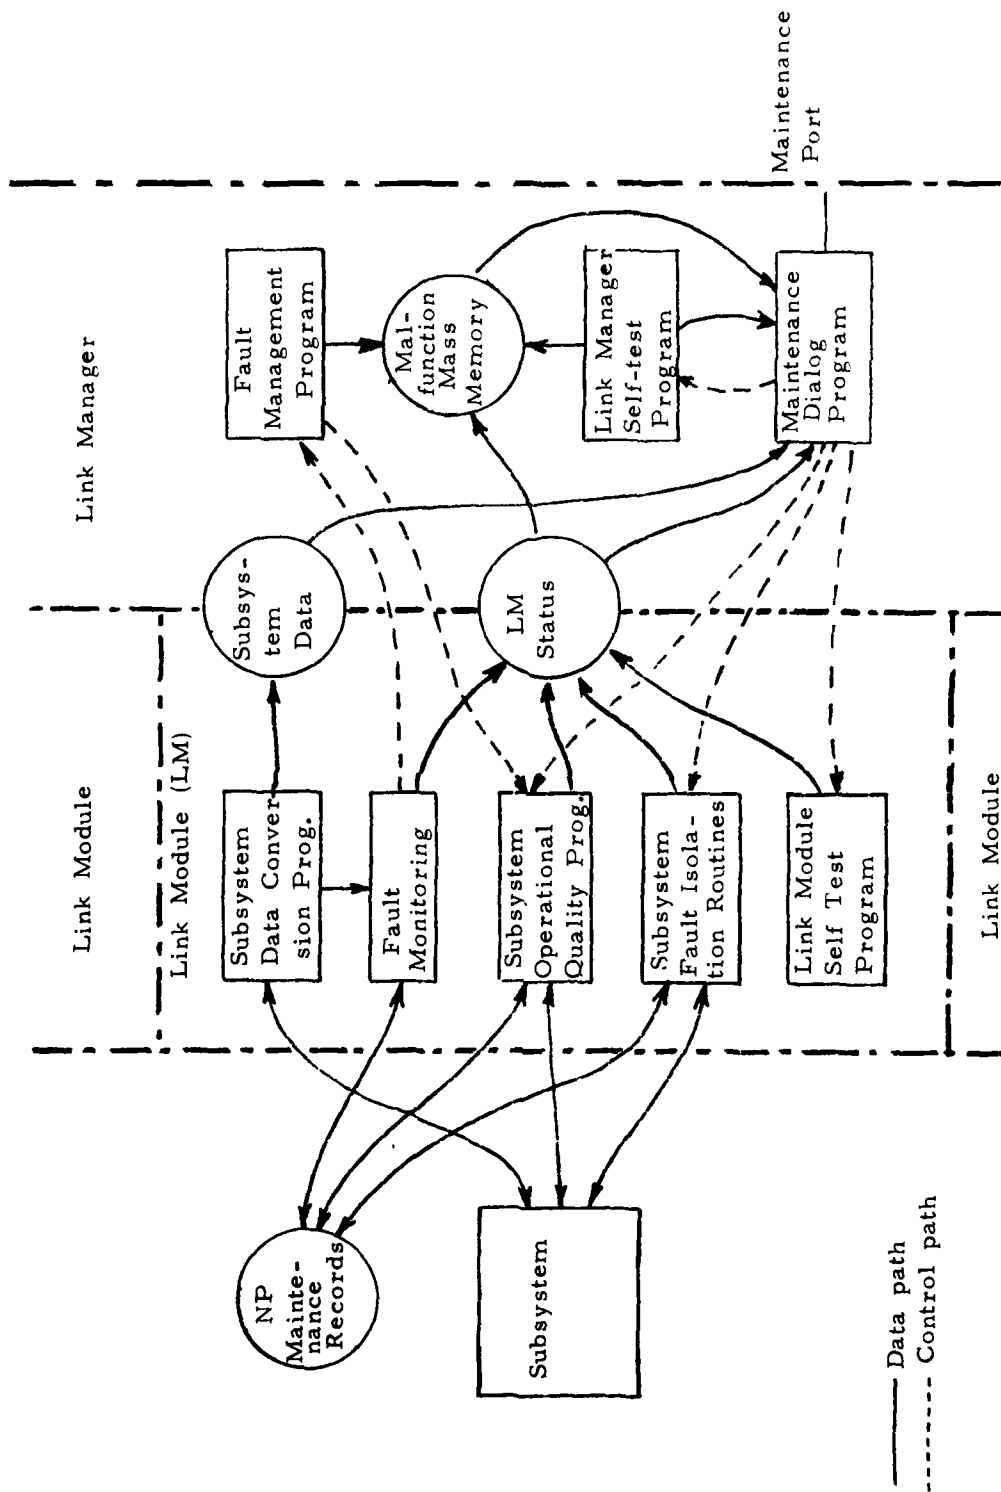 Link Module
Link Manager
Link Module (LM)
NP
Mainte-
nance
Records
Subsystem
Data Conver
sion Prog.
Subsys-
tem
Data
Fault
Management
Program
Fault
Monitoring
Mal-
function
Mass
Memory
Subsystem
Subsystem
Operational
Quality Prog.
LM
Status
Link Manager
Self-test
Program
Subsystem
Fault Isola-
tion Routines
Link Module
Self Test
Program
Maintenance
Dialog
Program
Maintenance
Port
Data path
Control path
Link Module